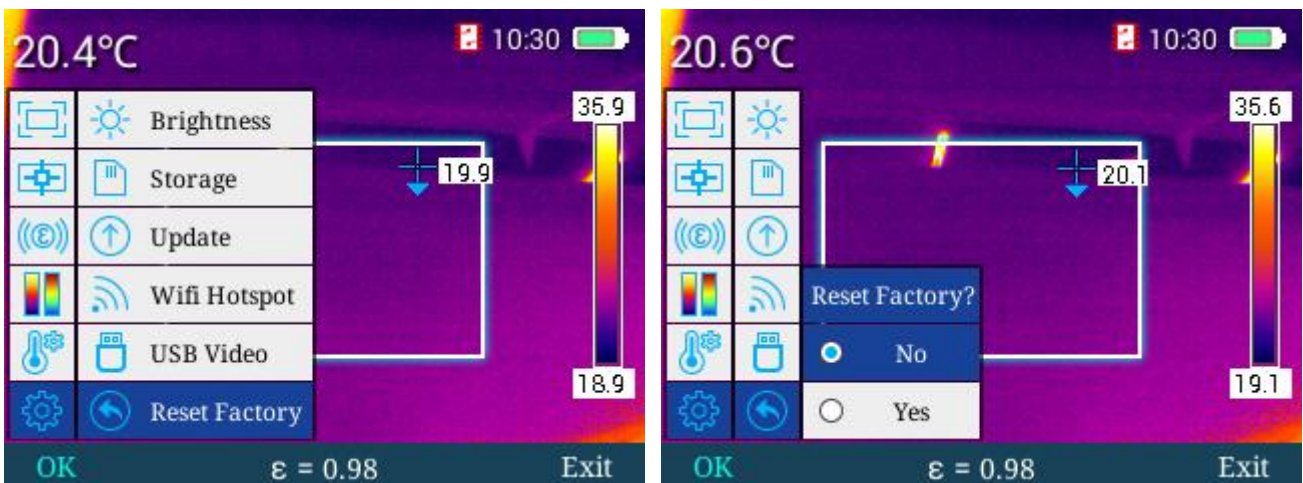 20.4°C
10:30
35.9
Brightness
Storage
19.9
Update
Wifi Hotspot
USB Video
18.9
Reset Factory
OK
ε = 0.98
Exit
20.6°C
10:30
35.6
20.1
Reset Factory?
No
19.1
Yes
OK
ε = 0.98
Exit